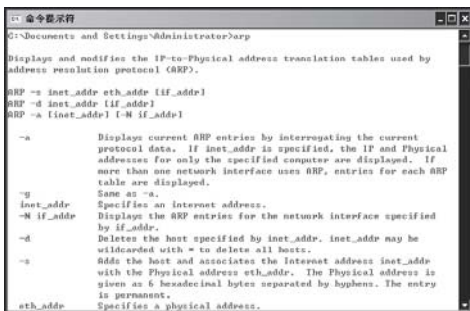 命令提示符
C:\Documents and Settings\Administrator>arp
Displays and modifies the IP-to-Physical address translation tables used by
address resolution protocol (ARP).
ARP -s inet_addr eth_addr [if_addr]
ARP -d inet_addr [if_addr]
ARP -a [inet_addr] [-N if_addr]
-a Displays current ARP entries by interrogating the current
protocol data. If inet_addr is specified, the IP and Physical
addresses for only the specified computer are displayed. If
more than one network interface uses ARP, entries for each ARP
table are displayed.
-g Same as -a.
inet_addr Specifies an internet address.
-N if_addr Displays the ARP entries for the network interface specified
by if_addr.
-d Deletes the host specified by inet_addr. inet_addr may be
wildcarded with * to delete all hosts.
-s Adds the host and associates the Internet address inet_addr
with the Physical address eth_addr. The Physical address is
given as 6 hexadecimal bytes separated by hyphens. The entry
is permanent.
eth_addr Specifies a physical address.